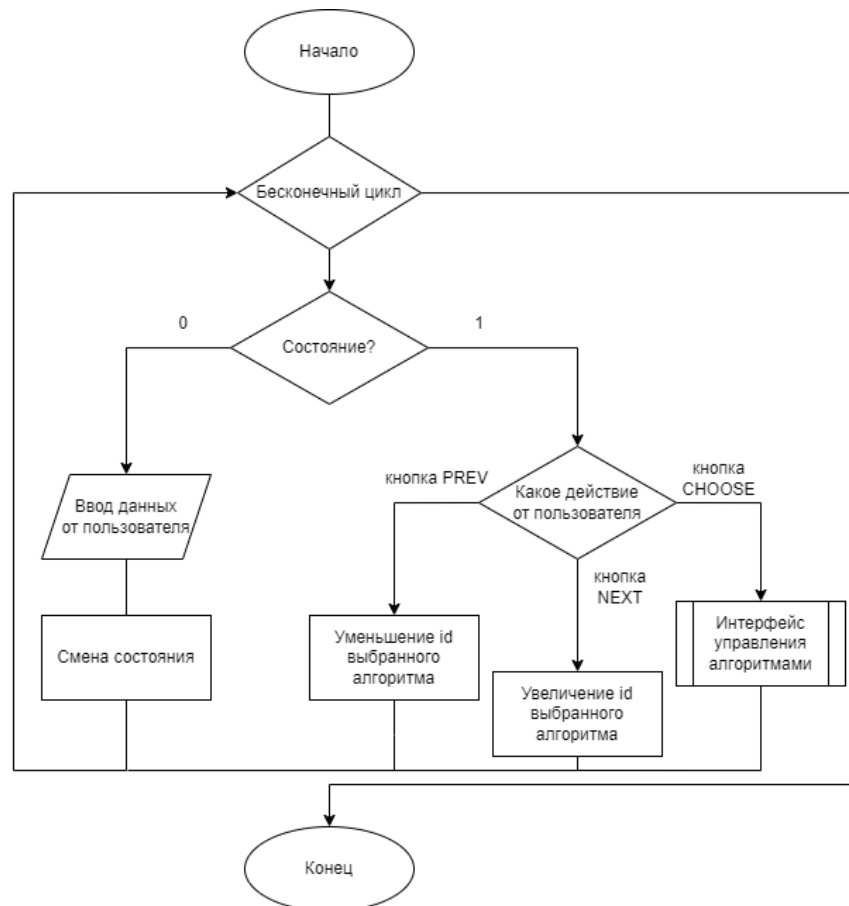 Начало
Бесконечный цикл
0
1
Состояние?
кнопка PREV
Какое действие
от пользователя
кнопка
CHOOSE
Ввод данных
от пользователя
кнопка
NEXT
Смена состояния
Уменьшение id
выбранного
алгоритма
Увеличение id
выбранного
алгоритма
Интерфейс
управления
алгоритмами
Конец